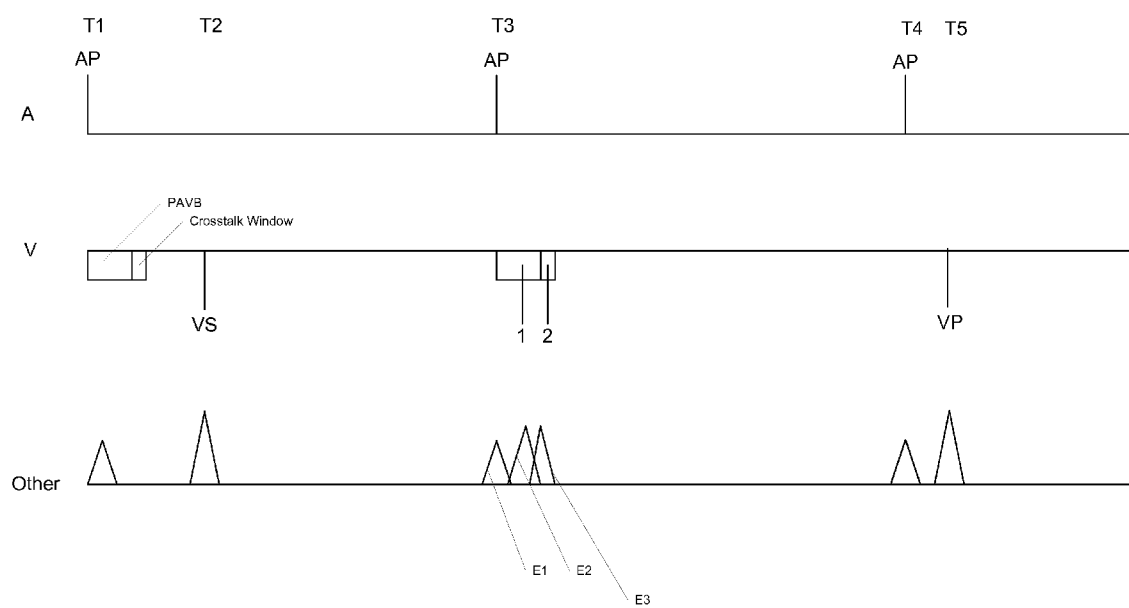 T1 T2 T3 T4 T5
AP AP AP
A
PAVB
Crosstalk Window
V
VS 1 2 VP
Other
E1 E2 E3